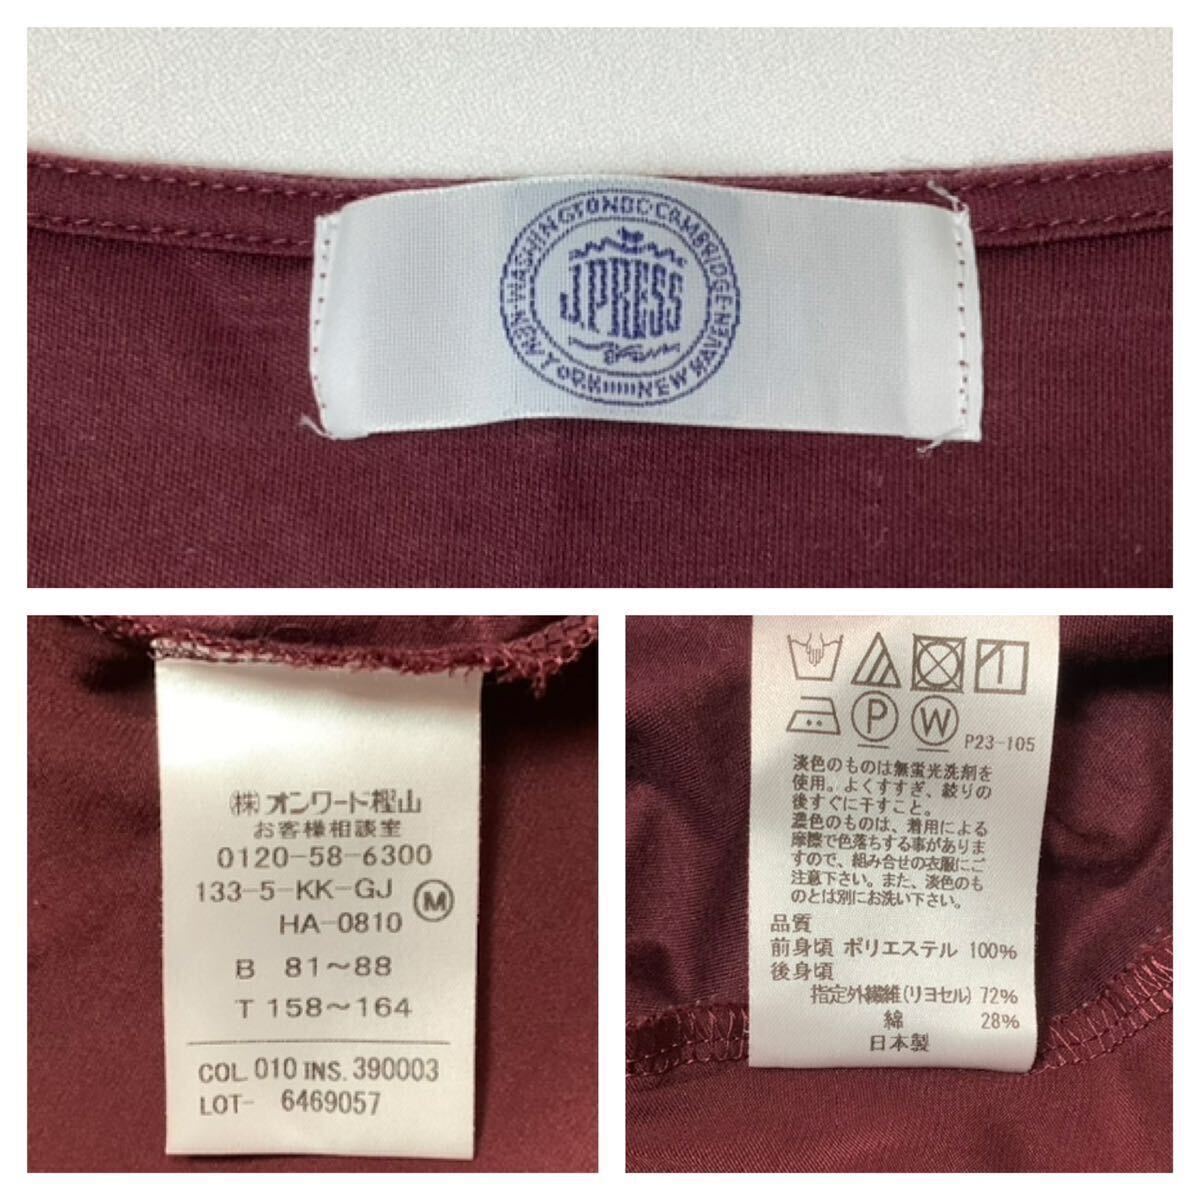 WASHINGTON DC · CAMBRIDGE ·
J.PRESS
NEW YORK NEW HAVEN
(株)オンワード樫山
お客様相談室
0120-58-6300
133-5-KK-GJ
HA-0810
M
B 81~88
T 158~164
COL 010 INS. 390003
LOT- 6469057
P W P23-105
淡色のものは無蛍光洗剤を
使用。よくすすぎ、絞りの
後すぐに干すこと。
濃色のものは、着用による
摩擦で色落ちする事がありま
すので、組み合せの衣服にご
注意下さい。また、淡色のも
のとは別にお洗い下さい。
品質
前身頃 ポリエステル 100%
後身頃
指定外繊維(リヨセル) 72%
綿 28%
日本製